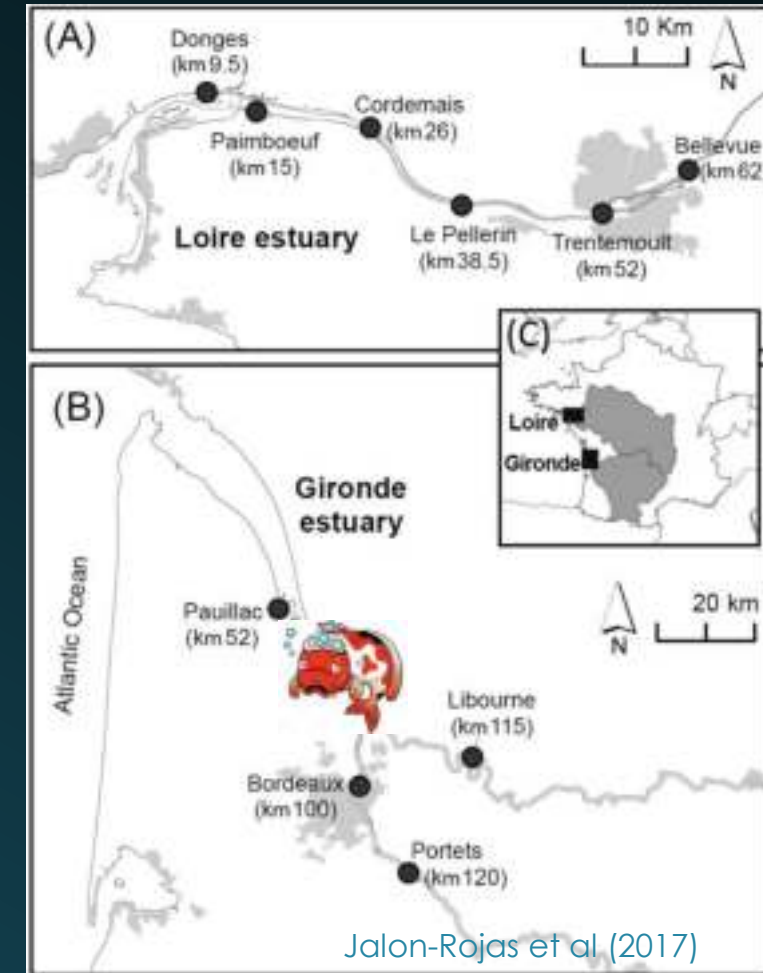 (A)
10 Km
N
Donges
(km 9.5)
Paimboeuf
(km 15)
Cordemais
(km 26)
Bellevue
(km 62
Le Pellerin
(km 38.5)
Trentemoult
(km 52)
Loire estuary
(C)
Loire
Gironde
(B)
Gironde
estuary
Atlantic Ocean
20 km
N
Pauillac
(km 52)
Libourne
(km 115)
Bordeaux
(km 100)
Portets
(km 120)
Jalon-Rojas et al (2017)